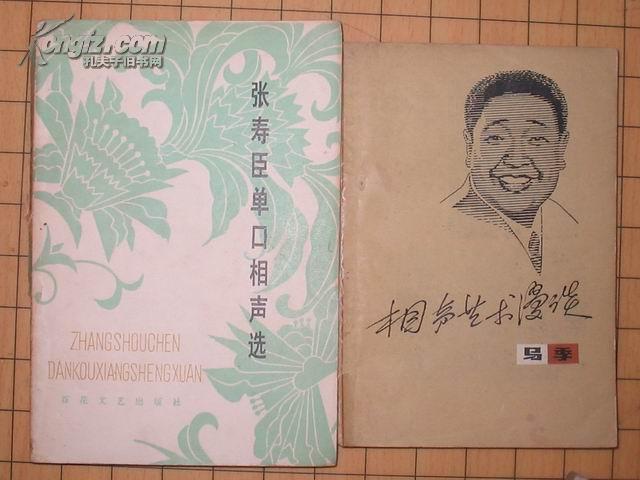 Kongfz.com
孔夫子旧书网
张寿臣单口相声选
ZHANGSHOUCHEN
DANKOUXIANGSHENGXUAN
百花文艺出版社
相声艺术漫谈
马季